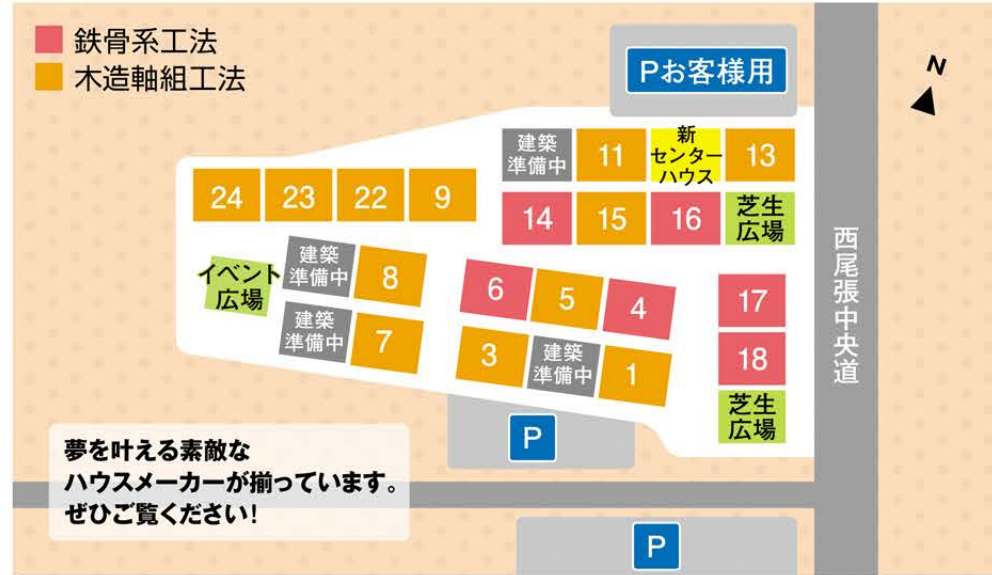 鉄骨系工法
木造軸組工法
Pお客様用
N
建築
準備中
11
新
センター
ハウス
13
24
23
22
9
14
15
16
芝生
広場
イベント
広場
建築
準備中
8
建築
準備中
7
6
5
4
3
建築
準備中
1
17
18
芝生
広場
西尾張中央道
P
夢を叶える素敵な
ハウスメーカーが揃っています。
ぜひご覧ください!
P